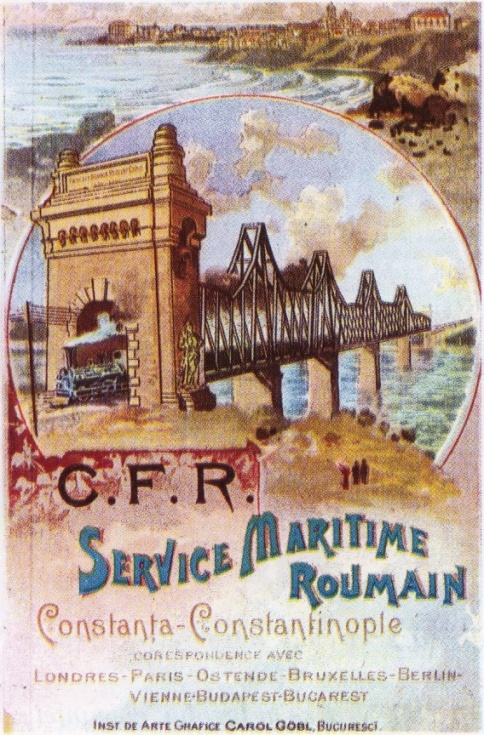 C.F.R.
SERVICE MARITIME
ROUMAIN
Constanta-Constantinople
CORESPONDENCE AVEC
LONDRES-PARIS-OSTENDE-BRUXELLES-BERLIN-
VIENNE-BUDAPEST-BUCAREST
INST. DE ARTE GRAFICE CAROL GÖBL, BUCURESCI.